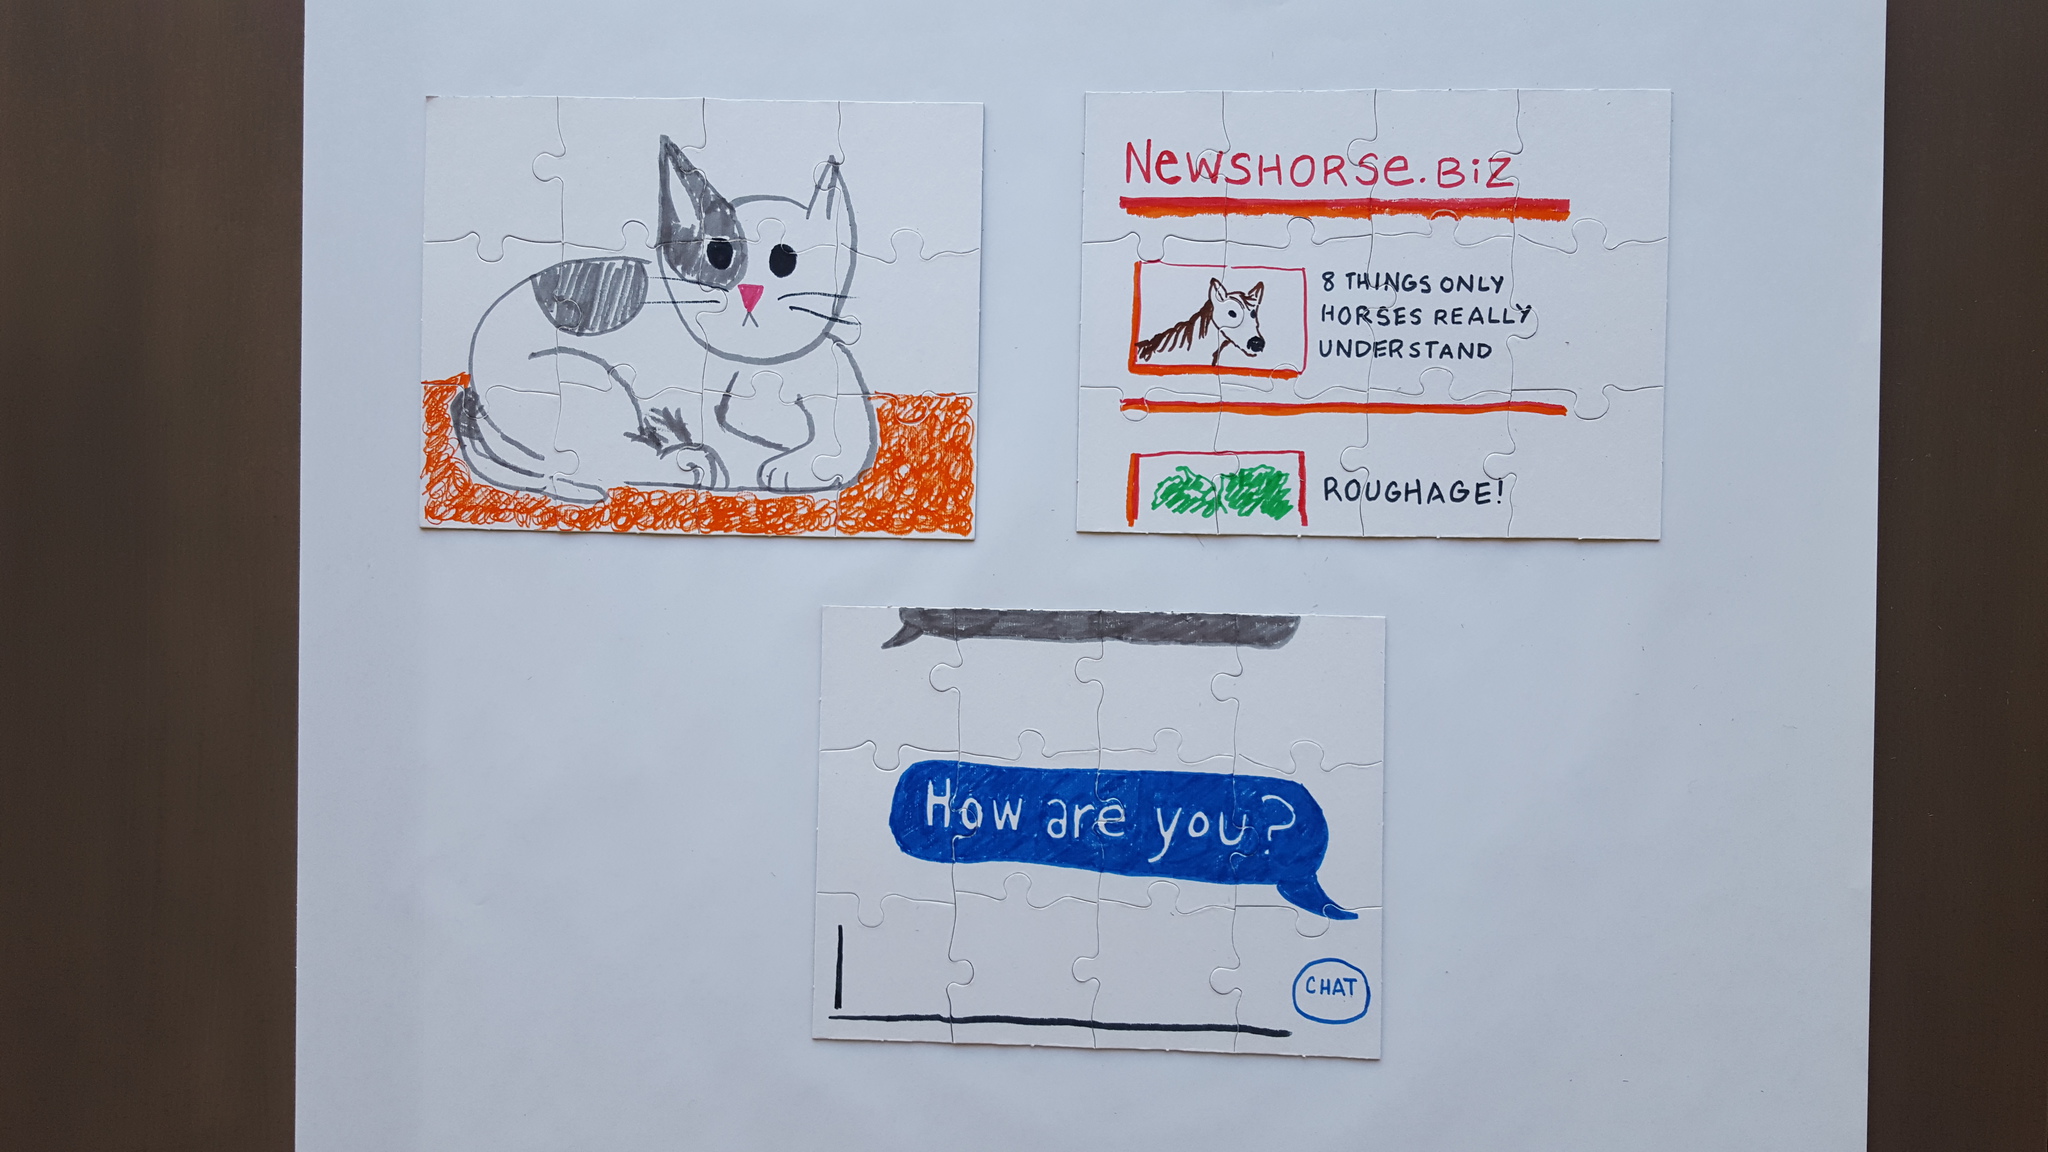 NewsHORSe.BiZ
8 THINGS ONLY
HORSES REALLY
UNDERSTAND
ROUGHAGE!
How are you?
CHAT